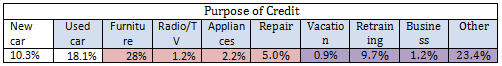 Purpose of Credit
New car Used car Furnitu re Radio/T V Applian ces Repair Vacatio n Retrain ing Busine ss Other
10.3% 18.1% 28% 1.2% 2.2% 5.0% 0.9% 9.7% 1.2% 23.4%